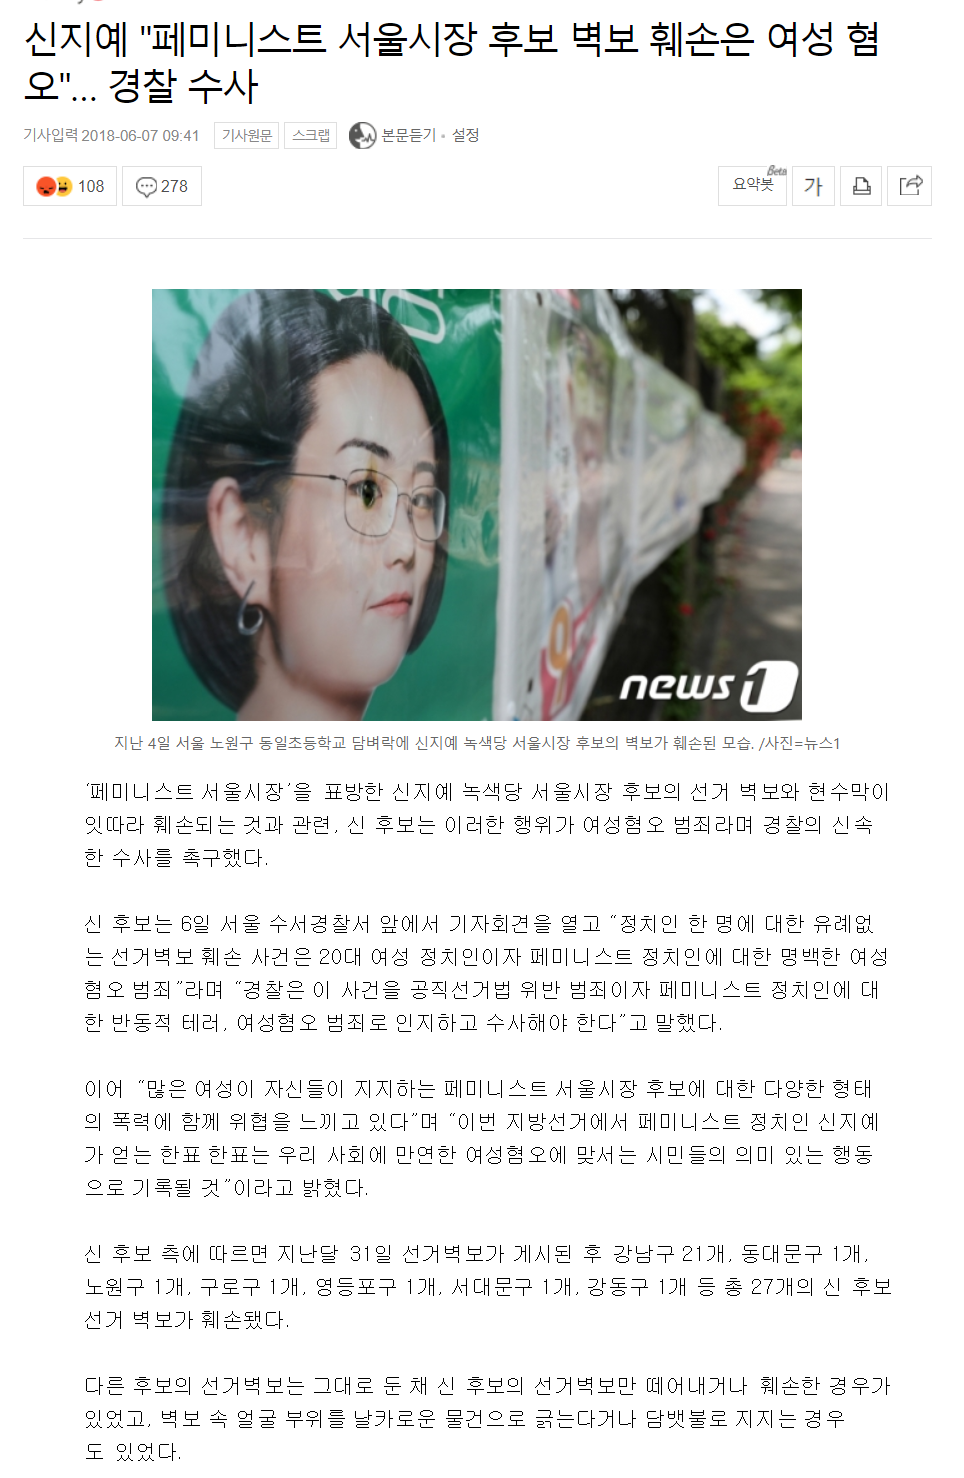 신지예 "페미니스트 서울시장 후보 벽보 훼손은 여성 혐
오"... 경찰 수사
기사입력 2018-06-07 09:41 기사원문 스크랩 본문듣기 · 설정
108 278 요약봇 Beta 가
news1
지난 4일 서울 노원구 동일초등학교 담벼락에 신지예 녹색당 서울시장 후보의 벽보가 훼손된 모습. /사진=뉴스1
‘페미니스트 서울시장’을 표방한 신지예 녹색당 서울시장 후보의 선거 벽보와 현수막이
잇따라 훼손되는 것과 관련, 신 후보는 이러한 행위가 여성혐오 범죄라며 경찰의 신속
한 수사를 촉구했다.
신 후보는 6일 서울 수서경찰서 앞에서 기자회견을 열고 “정치인 한 명에 대한 유례없
는 선거벽보 훼손 사건은 20대 여성 정치인이자 페미니스트 정치인에 대한 명백한 여성
혐오 범죄”라며 “경찰은 이 사건을 공직선거법 위반 범죄이자 페미니스트 정치인에 대
한 반동적 테러, 여성혐오 범죄로 인지하고 수사해야 한다”고 말했다.
이어 “많은 여성이 자신들이 지지하는 페미니스트 서울시장 후보에 대한 다양한 형태
의 폭력에 함께 위협을 느끼고 있다”며 “이번 지방선거에서 페미니스트 정치인 신지예
가 얻는 한표 한표는 우리 사회에 만연한 여성혐오에 맞서는 시민들의 의미 있는 행동
으로 기록될 것”이라고 밝혔다.
신 후보 측에 따르면 지난달 31일 선거벽보가 게시된 후 강남구 21개, 동대문구 1개,
노원구 1개, 구로구 1개, 영등포구 1개, 서대문구 1개, 강동구 1개 등 총 27개의 신 후보
선거 벽보가 훼손됐다.
다른 후보의 선거벽보는 그대로 둔 채 신 후보의 선거벽보만 떼어내거나 훼손한 경우가
있었고, 벽보 속 얼굴 부위를 날카로운 물건으로 긁는다거나 담뱃불로 지지는 경우
도 있었다.